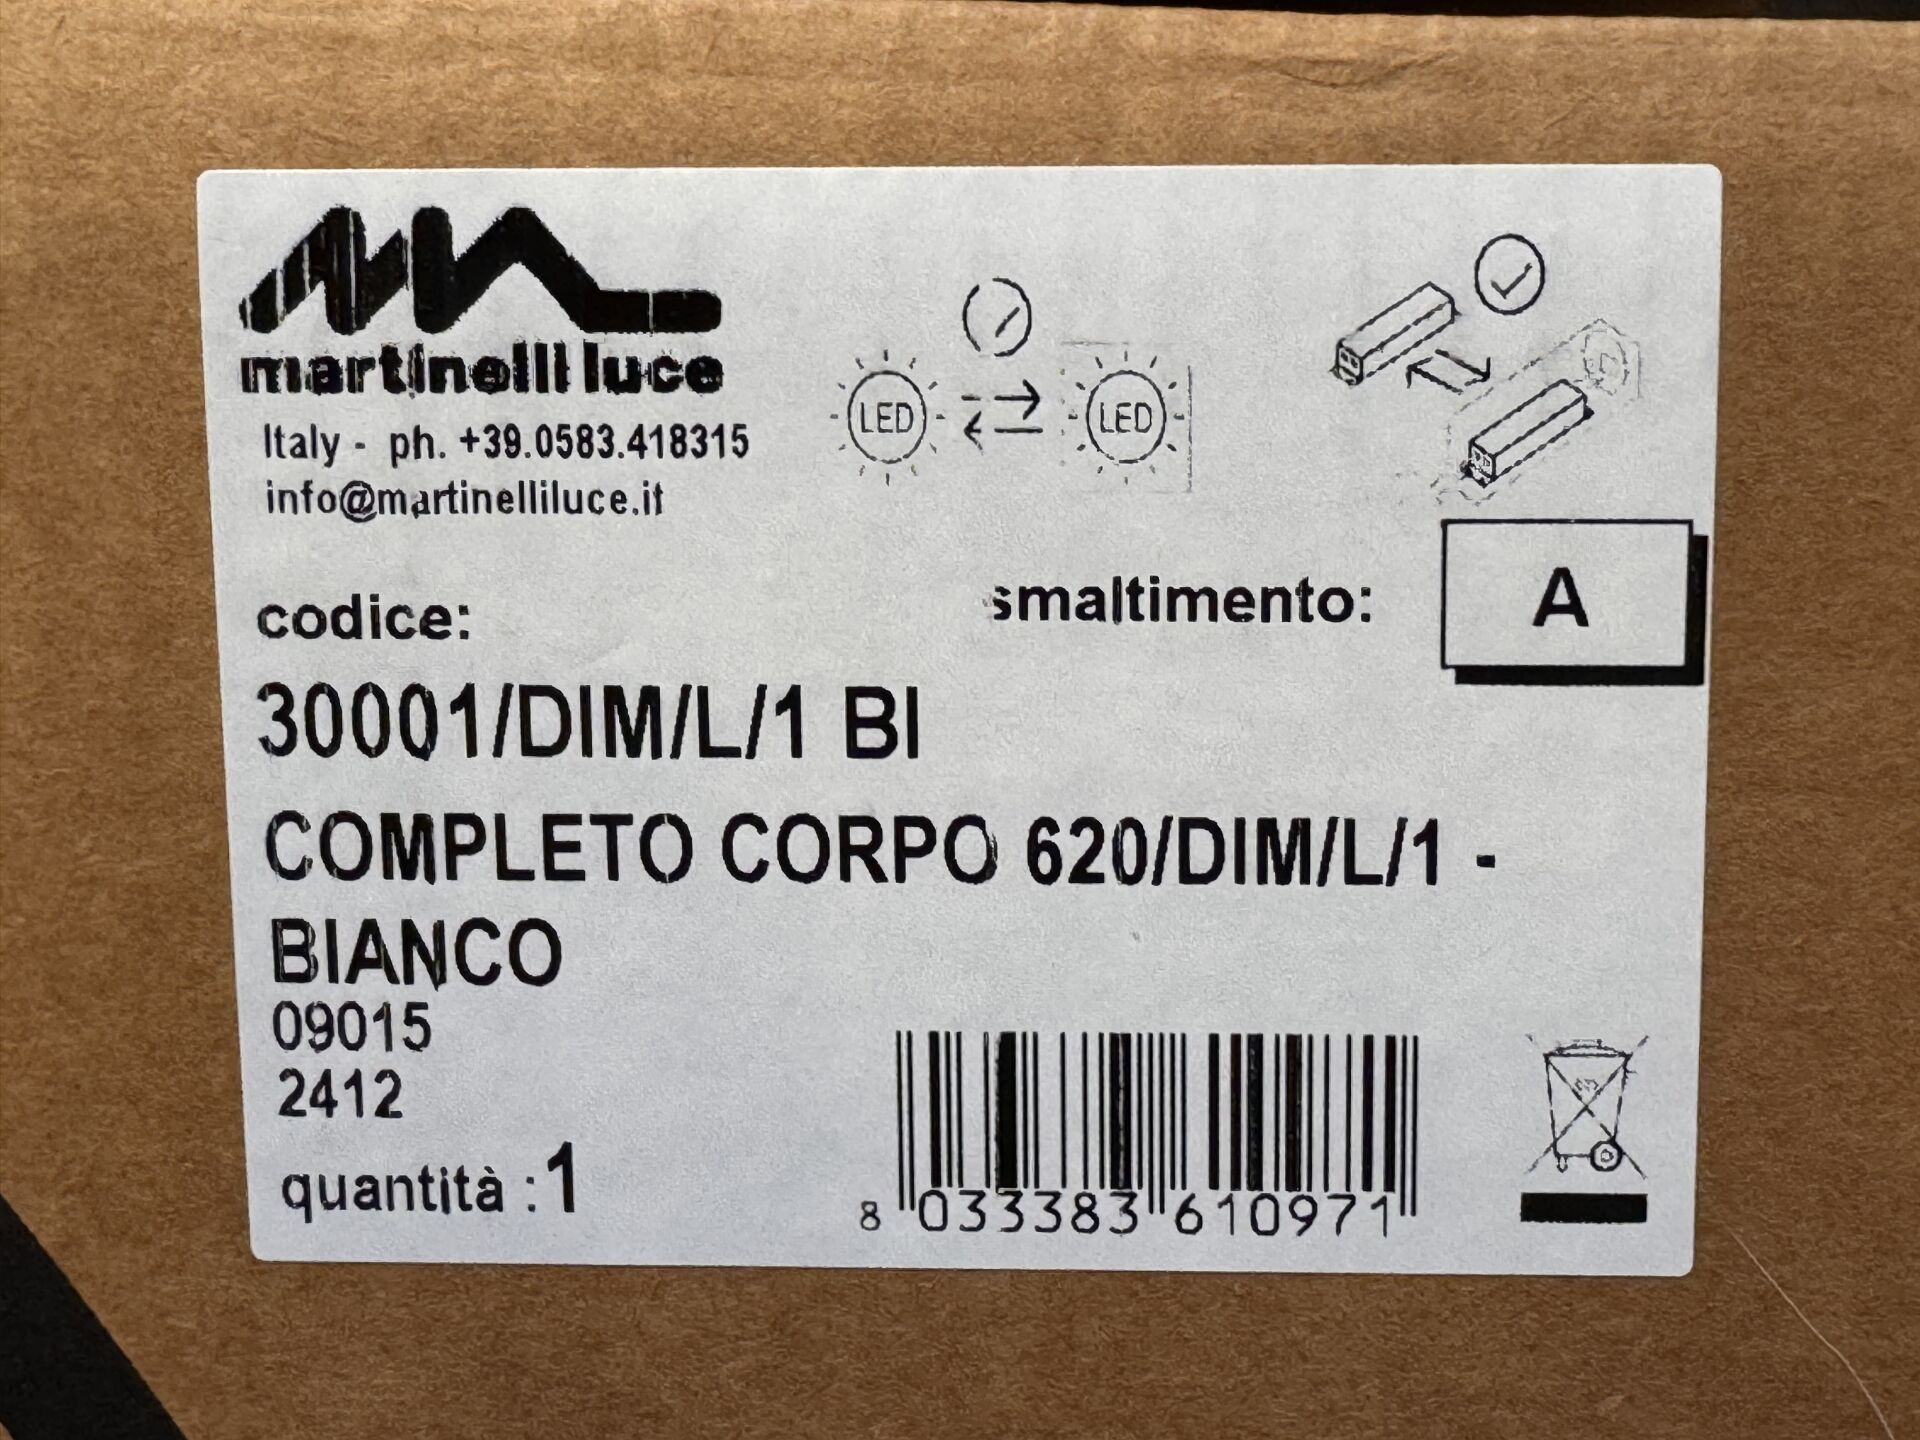 martinelli luce
Italy - ph. +39.0583.418315
info@martinelliluce.it
LED LED
codice:
smaltimento:
A
30001/DIM/L/1 BI
COMPLETO CORPO 620/DIM/L/1 -
BIANCO
09015
2412
quantità : 1
8 033383 610971